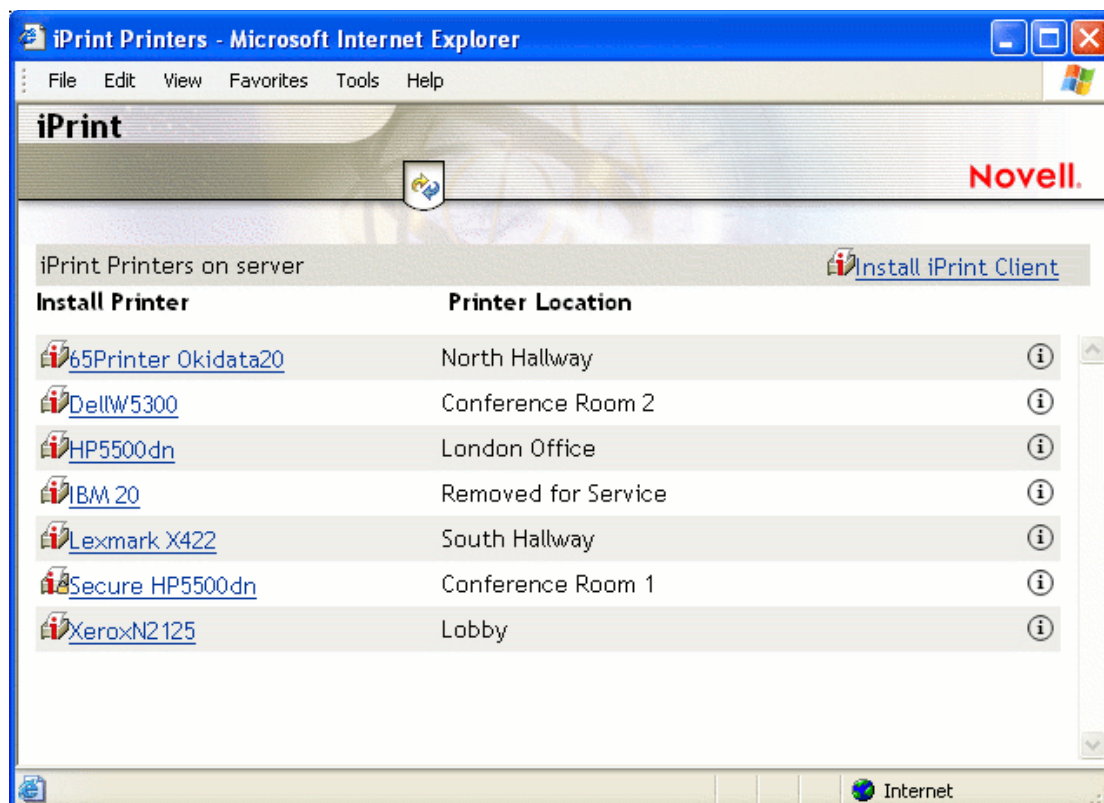 iPrint Printers - Microsoft Internet Explorer
File Edit View Favorites Tools Help
iPrint
Novell.
iPrint Printers on server Install iPrint Client
Install Printer Printer Location
65Printer Okidata20 North Hallway
DellW5300 Conference Room 2
HP5500dn London Office
IBM 20 Removed for Service
Lexmark X422 South Hallway
Secure HP5500dn Conference Room 1
XeroxN2125 Lobby
Internet